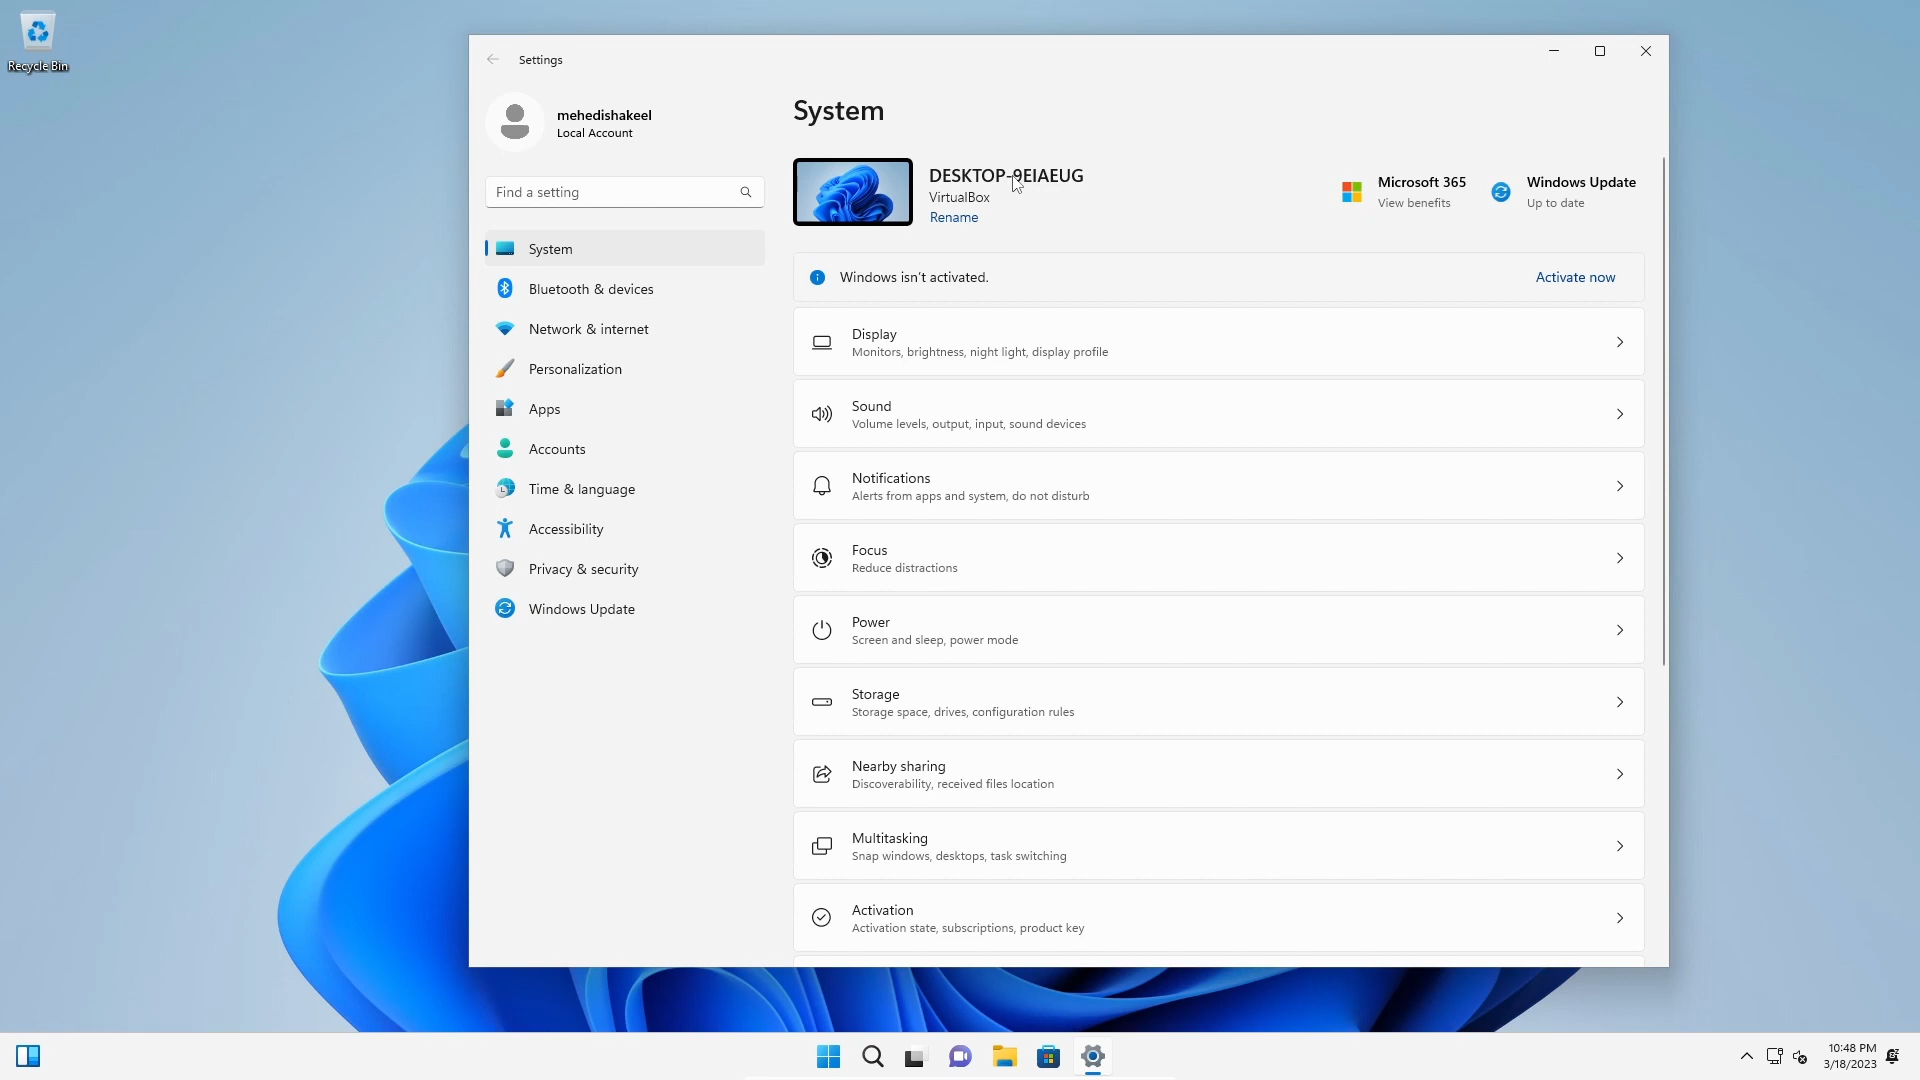 Recycle Bin
Settings
mehedishakeel
Local Account
Find a setting
System
Bluetooth & devices
Network & internet
Personalization
Apps
Accounts
Time & language
Accessibility
Privacy & security
Windows Update
System
DESKTOP-9EIAEUG
VirtualBox
Rename
Microsoft 365
View benefits
Windows Update
Up to date
Windows isn't activated.
Activate now
Display
Monitors, brightness, night light, display profile
Sound
Volume levels, output, input, sound devices
Notifications
Alerts from apps and system, do not disturb
Focus
Reduce distractions
Power
Screen and sleep, power mode
Storage
Storage space, drives, configuration rules
Nearby sharing
Discoverability, received files location
Multitasking
Snap windows, desktops, task switching
Activation
Activation state, subscriptions, product key
10:48 PM
3/18/2023